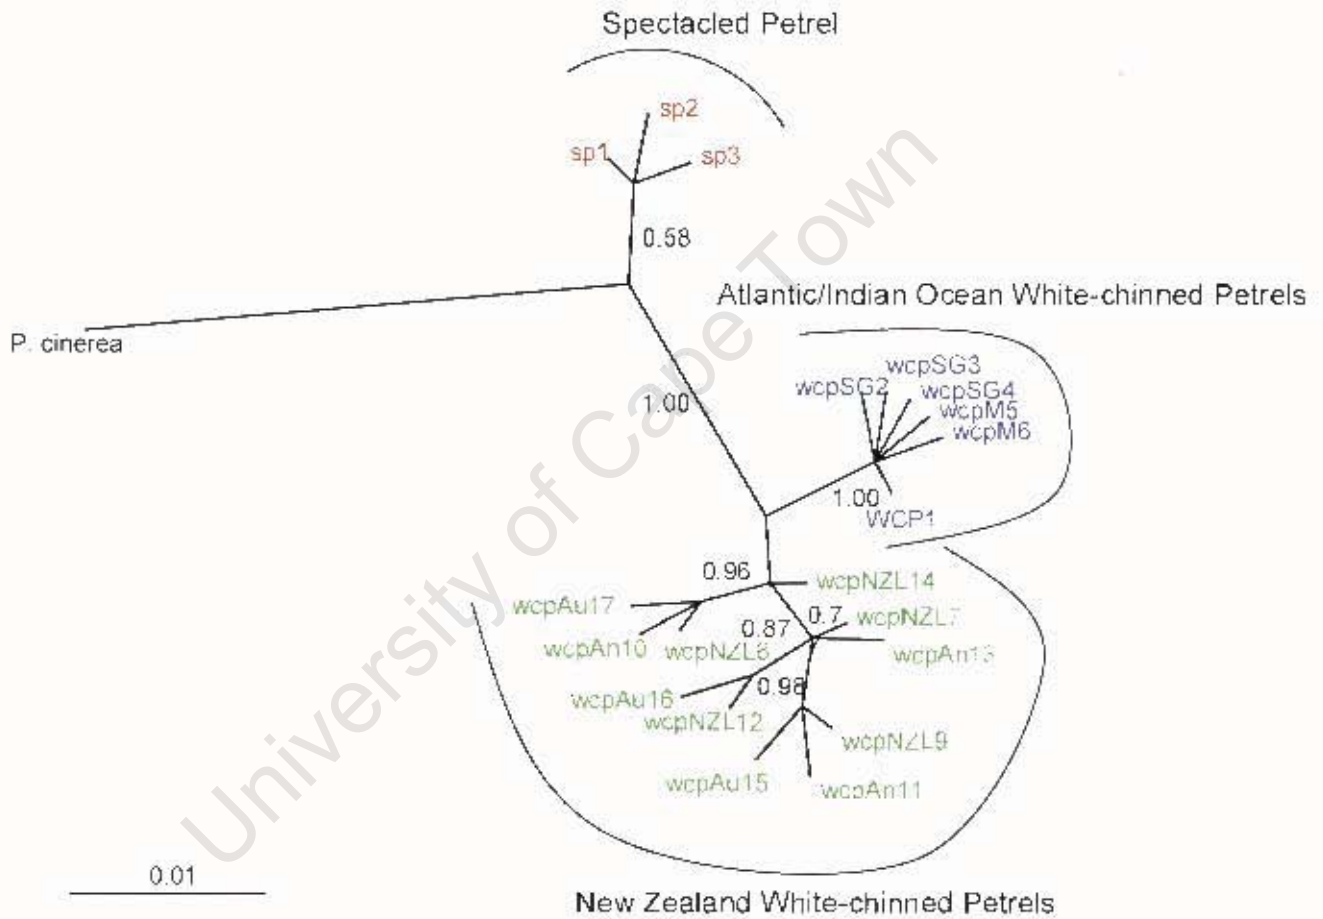 Spectacled Petrel
sp2
sp1
sp3
0.58
Atlantic/Indian Ocean White-chinned Petrels
P. cinerea
wcpSG3
wcpSG2
wcpSG4
wcpM5
wcpM6
1.00
1.00
WCP1
0.96
wcpNZL14
wcpAu17
0.7
wcpNZL7
0.87
wcpAn10
wcpNZL8
wcpAn13
wcpAu16
0.98
wcpNZL12
wcpNZL9
wcpAu15
wcpAn11
0.01
New Zealand White-chinned Petrels
University of Cape Town